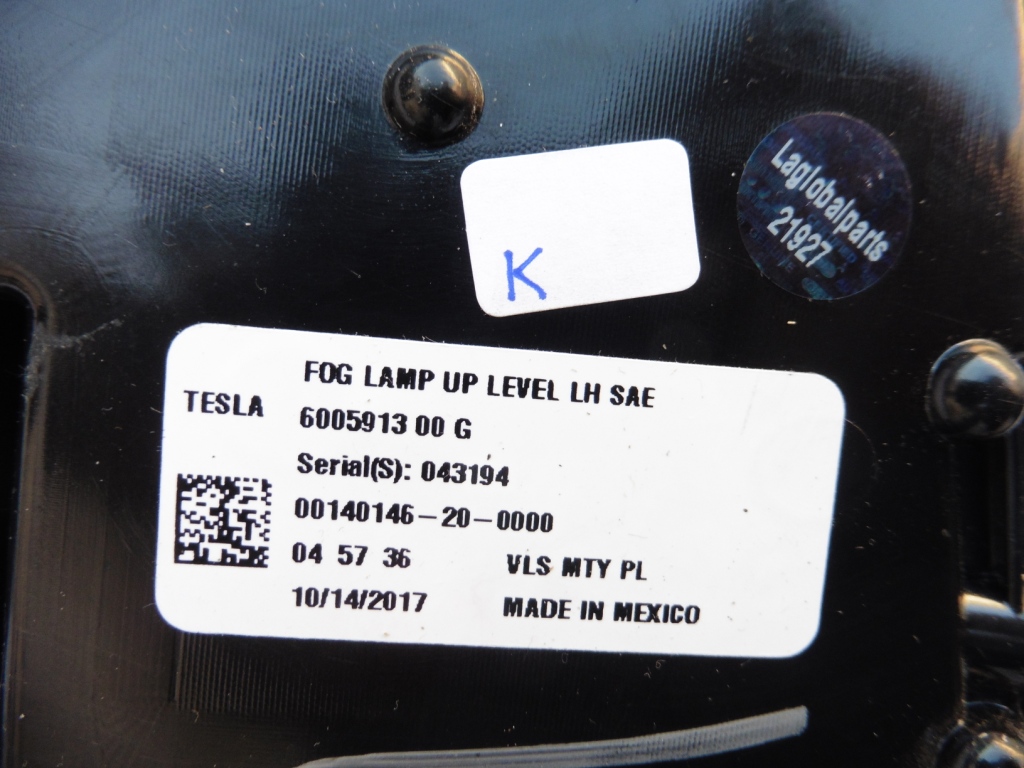 K
Laglobalparts
21927
FOG LAMP UP LEVEL LH SAE
TESLA
6005913 00 G
Serial(S): 043194
00140146-20-0000
04 57 36 VLS MTY PL
10/14/2017 MADE IN MEXICO